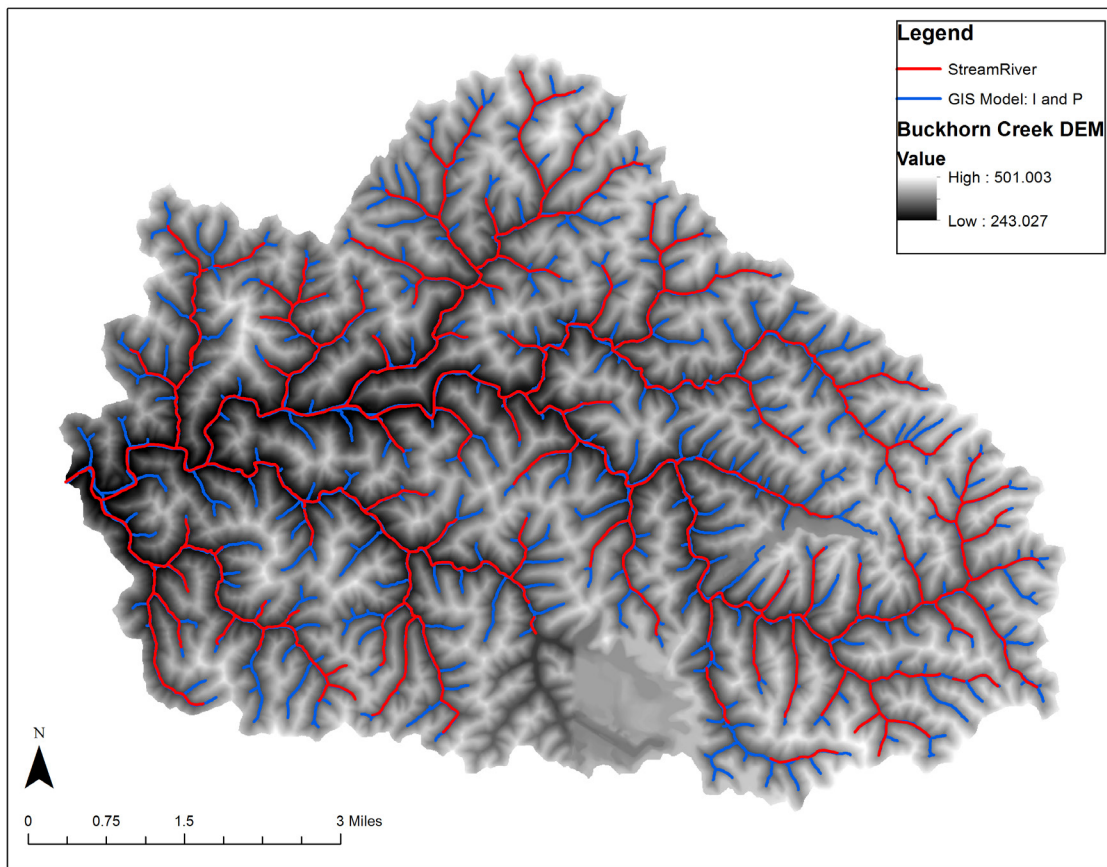 Legend
StreamRiver
GIS Model: I and P
Buckhorn Creek DEM
Value
High : 501.003
Low : 243.027
N
0 0.75 1.5 3 Miles